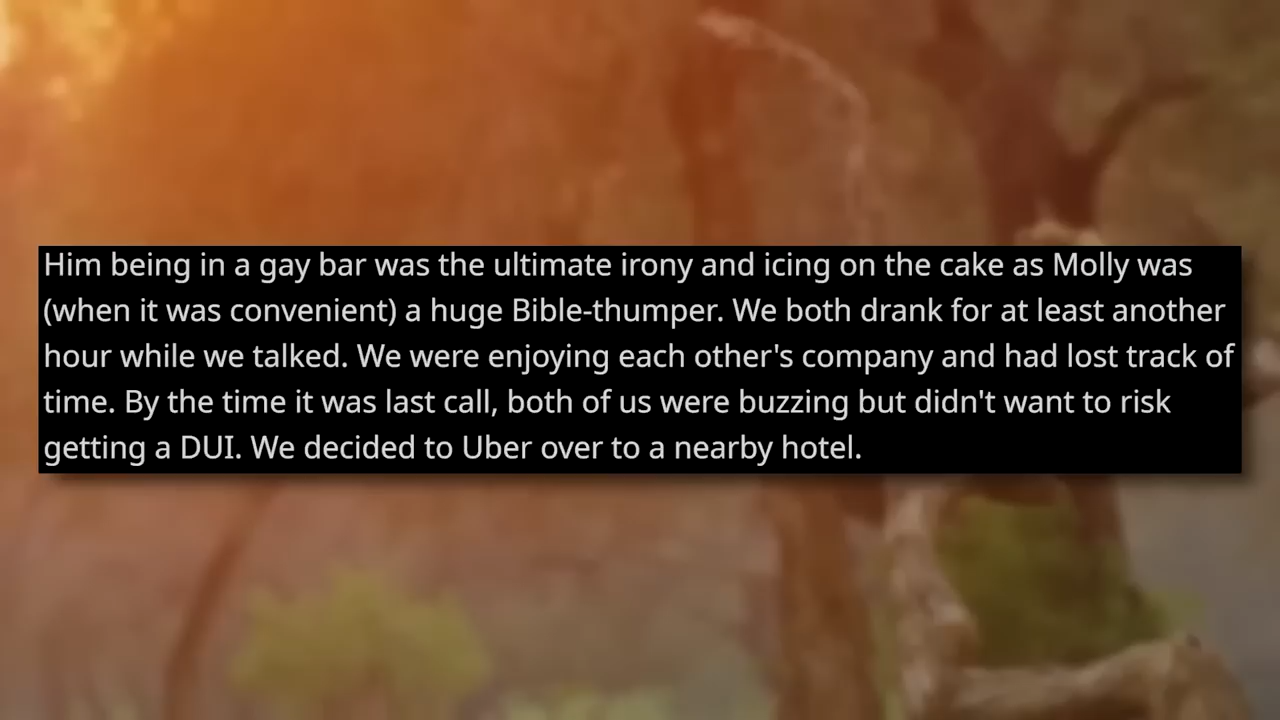 Him being in a gay bar was the ultimate irony and icing on the cake as Molly was
(when it was convenient) a huge Bible-thumper. We both drank for at least another
hour while we talked. We were enjoying each other's company and had lost track of
time. By the time it was last call, both of us were buzzing but didn't want to risk
getting a DUI. We decided to Uber over to a nearby hotel.